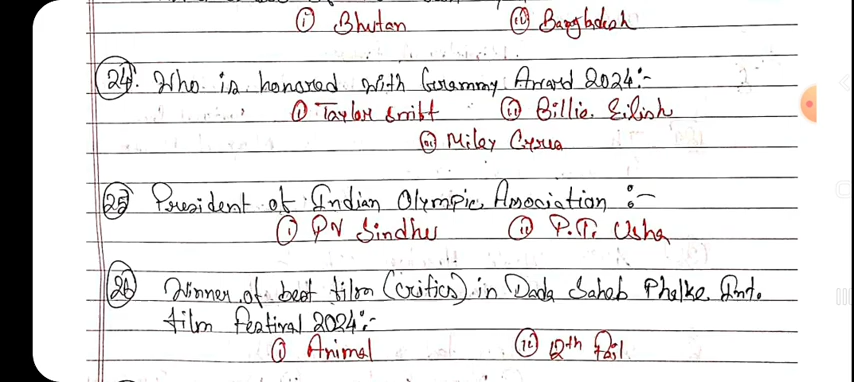 (i) Bhutan (ii) Bangladesh
24. Who is honored with Grammy Award 2024:-
(i) Taylor Swift (ii) Billie Eilish
(iii) Miley Cyrus
25 President of Indian Olympic Association :-
(i) PV Sindhu (ii) P.T. Usha
26 Winner of best film (critics) in Dada Saheb Phalke Int.
film festival 2024:-
(i) Animal (ii) 12th Fail